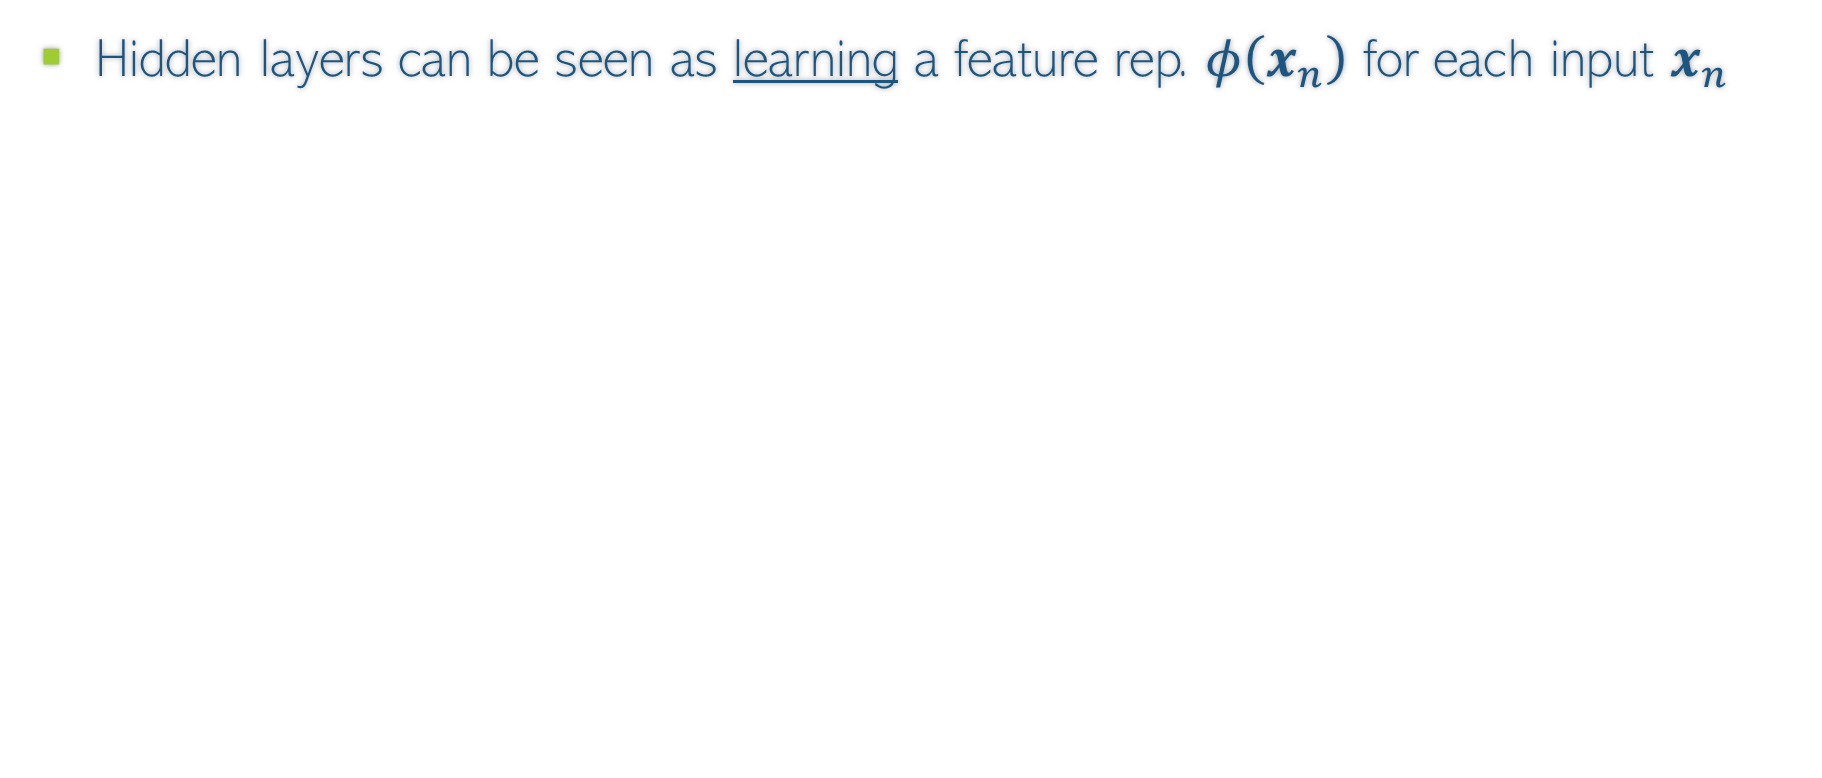 ▪ Hidden layers can be seen as learning a feature rep. 𝝓(𝒙ₙ) for each input 𝒙ₙ